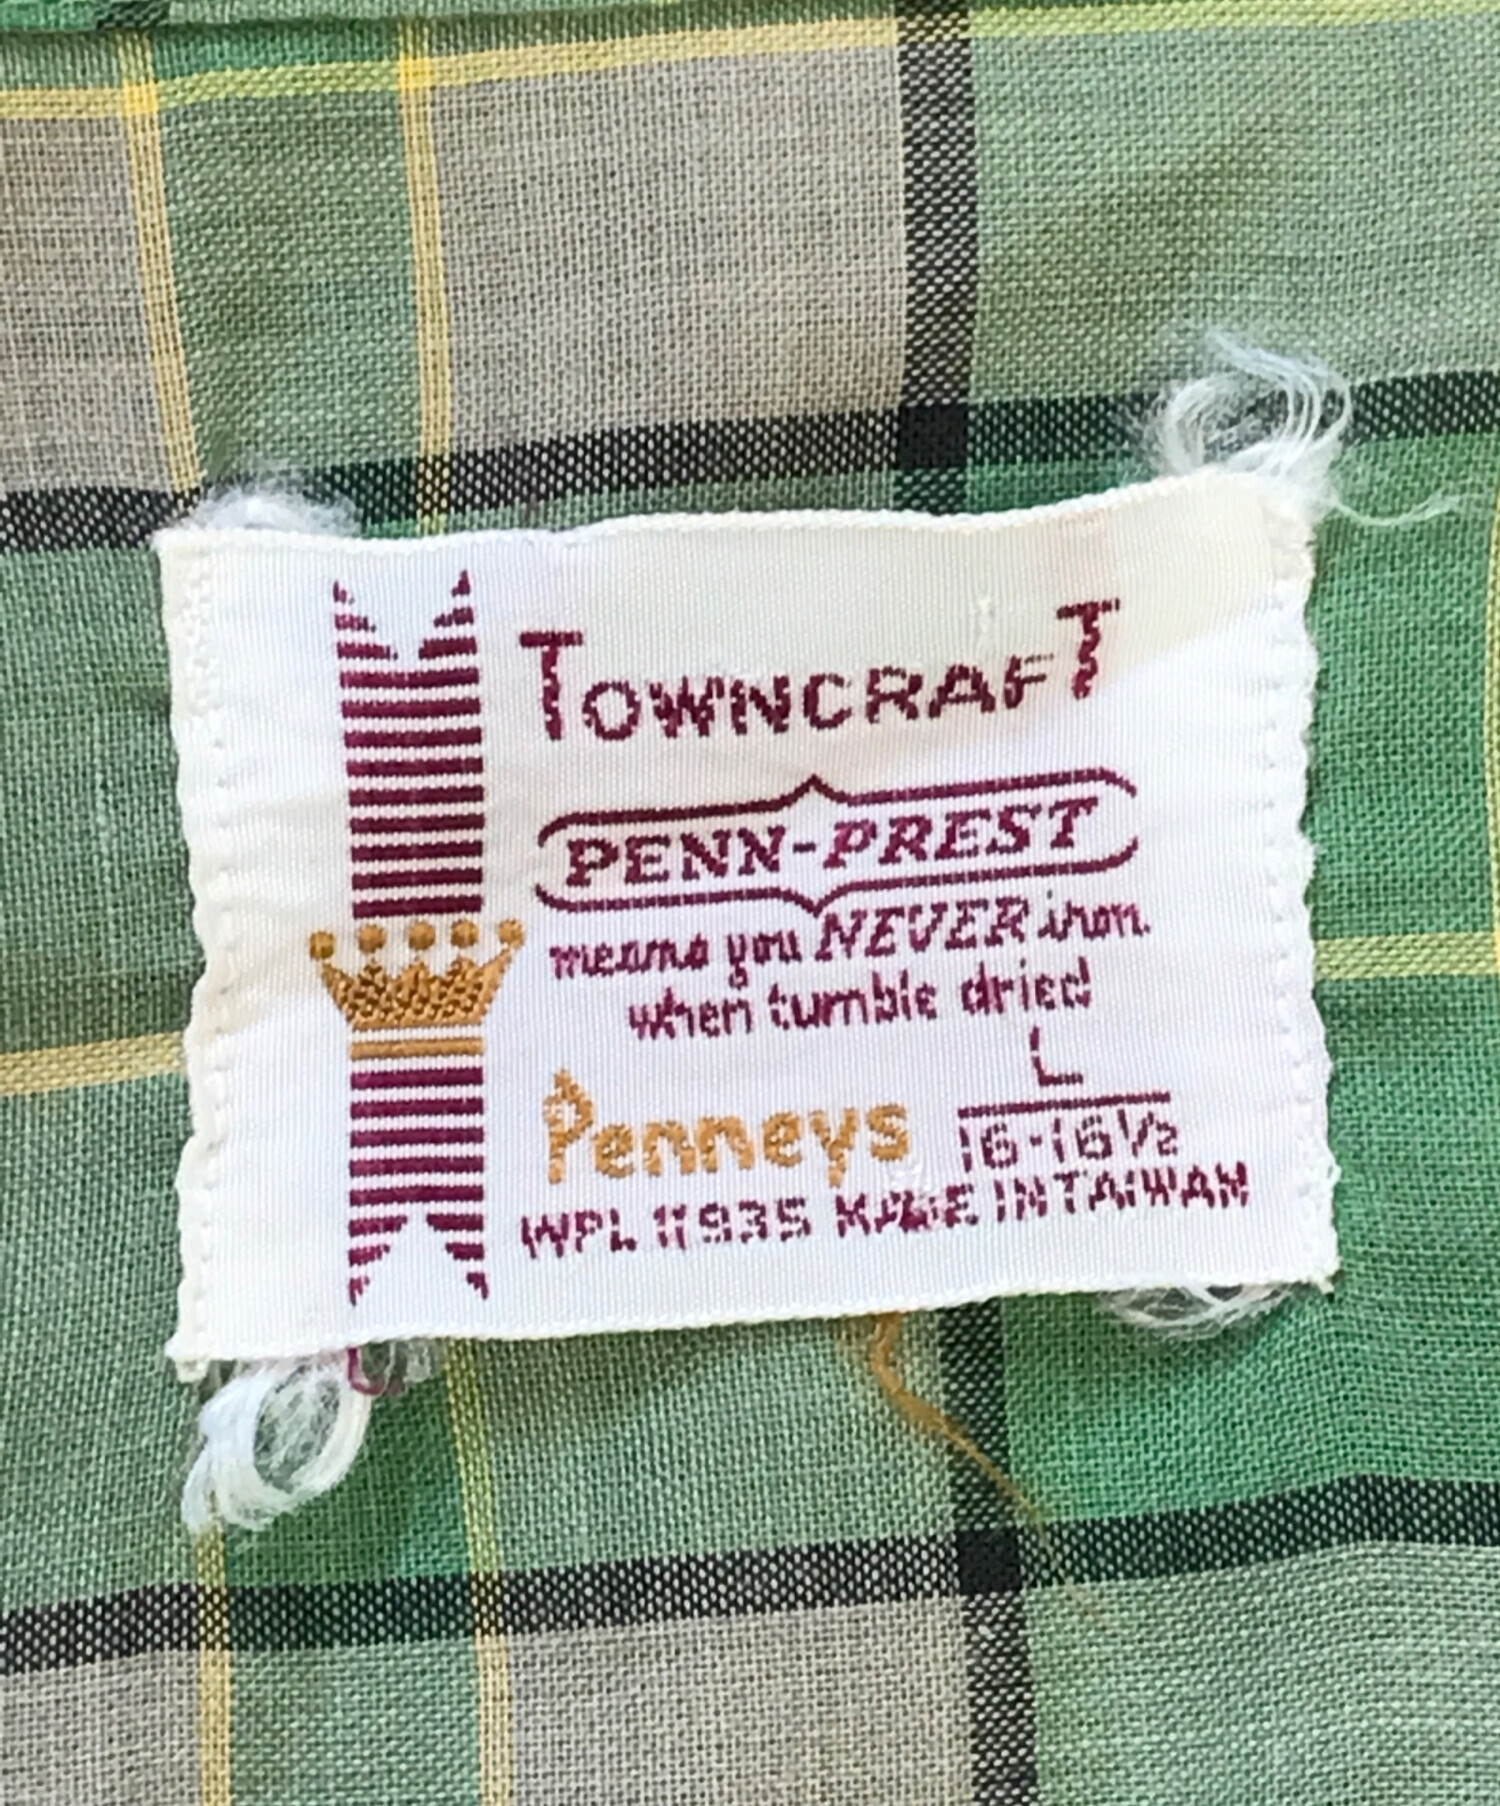 TOWNCRAFT
PENN-PREST
means you NEVER iron
when tumble dried
L
Penneys 16-16½
WPL 11935 MADE IN TAIWAN